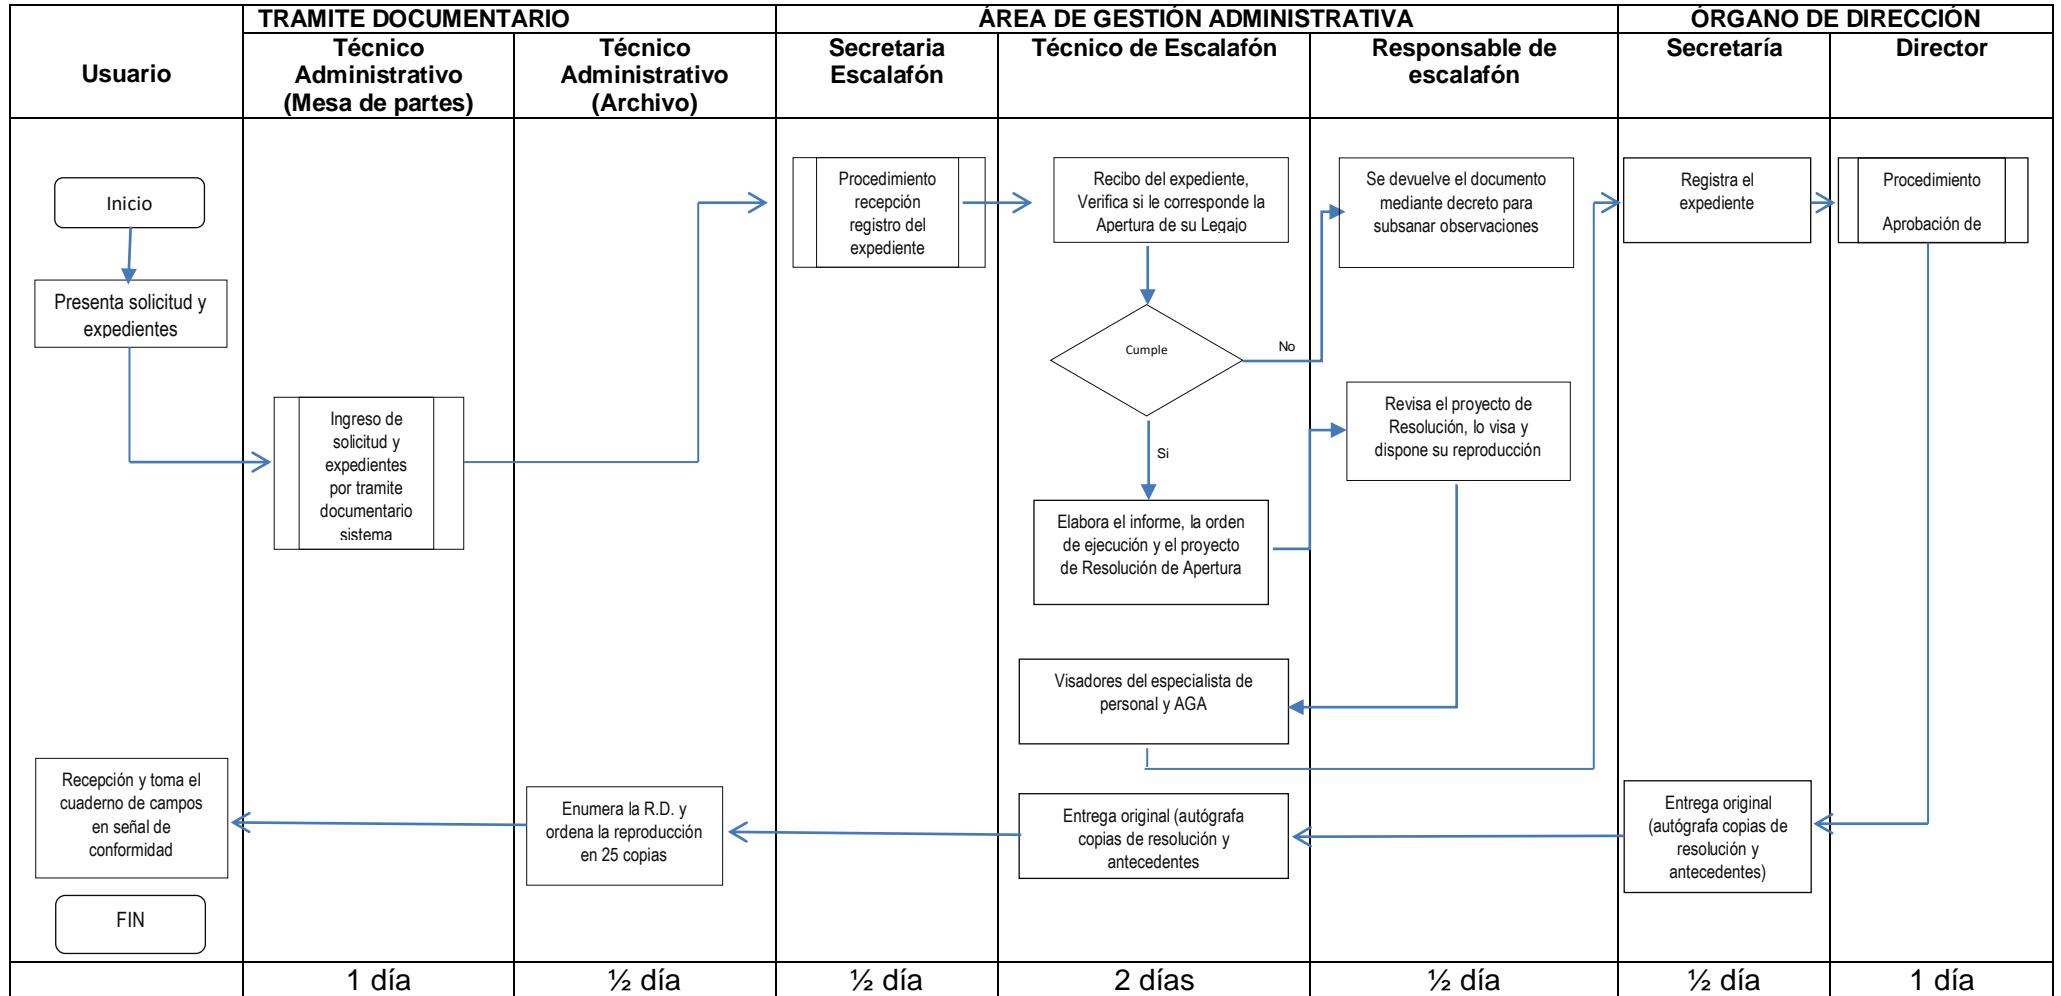 TRAMITE DOCUMENTARIO
ÁREA DE GESTIÓN ADMINISTRATIVA
ÓRGANO DE DIRECCIÓN
Usuario
Técnico
Administrativo
(Mesa de partes)
Técnico
Administrativo
(Archivo)
Secretaria
Escalafón
Técnico de Escalafón
Responsable de
escalafón
Secretaría
Director
Inicio
Presenta solicitud y
expedientes
Ingreso de
solicitud y
expedientes
por tramite
documentario
sistema
Procedimiento
recepción
registro del
expediente
Recibo del expediente,
Verifica si le corresponde la
Apertura de su Legajo
Cumple
No
Si
Se devuelve el documento
mediante decreto para
subsanar observaciones
Elabora el informe, la orden
de ejecución y el proyecto
de Resolución de Apertura
Revisa el proyecto de
Resolución, lo visa y
dispone su reproducción
Visadores del especialista de
personal y AGA
Registra el
expediente
Procedimiento
Aprobación de
Entrega original
(autógrafa copias de
resolución y
antecedentes)
Entrega original (autógrafa
copias de resolución y
antecedentes
Enumera la R.D. y
ordena la reproducción
en 25 copias
Recepción y toma el
cuaderno de campos
en señal de
conformidad
FIN
1 día
½ día
½ día
2 días
½ día
½ día
1 día